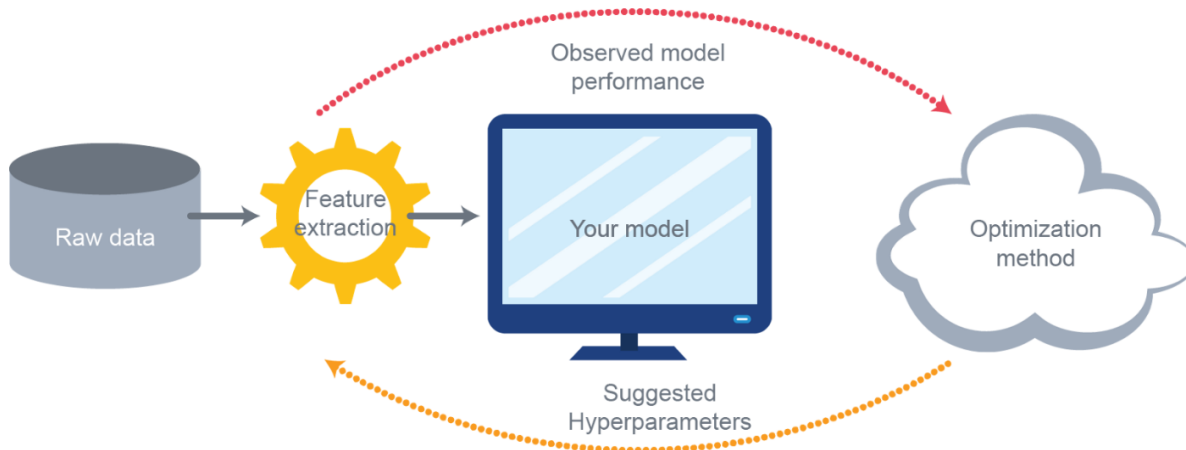 Observed model
performance
Raw data
Feature
extraction
Your model
Optimization
method
Suggested
Hyperparameters